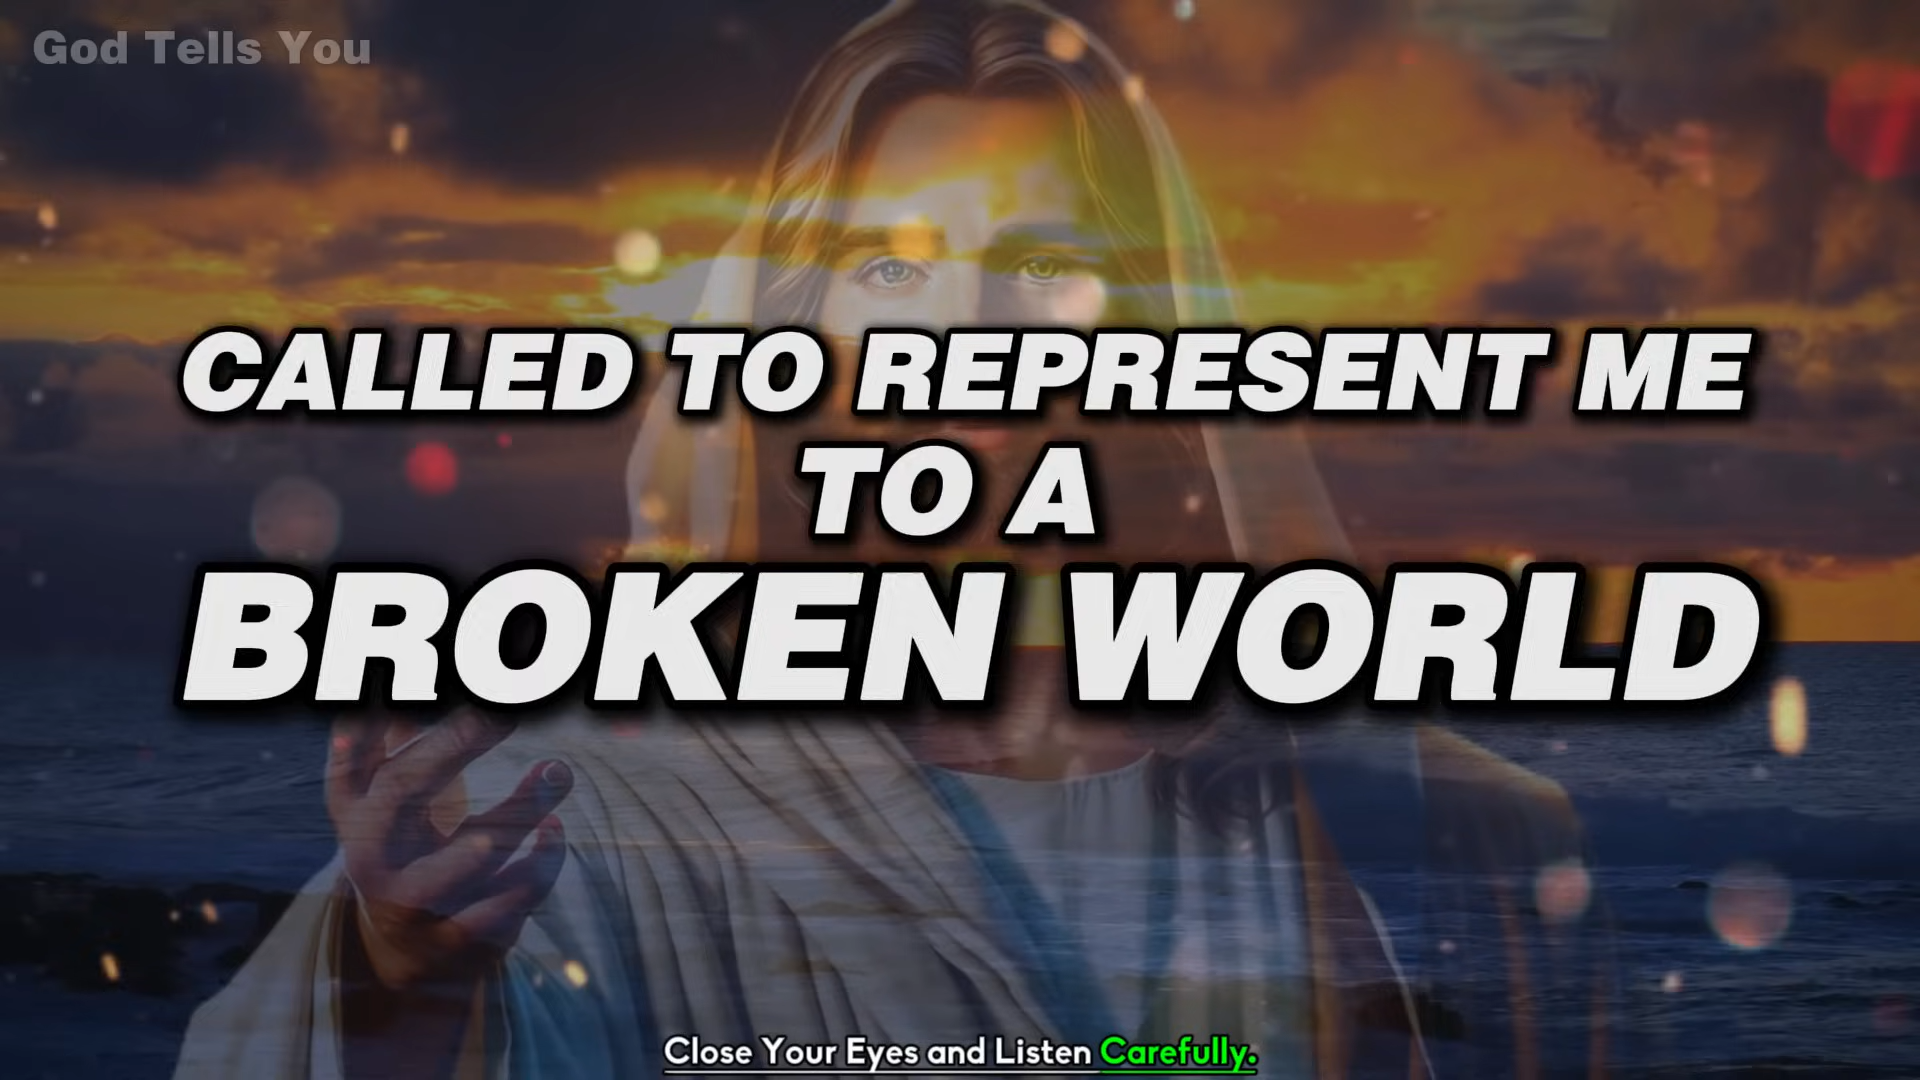 God Tells You
CALLED TO REPRESENT ME
TO A
BROKEN WORLD
Close Your Eyes and Listen Carefully.